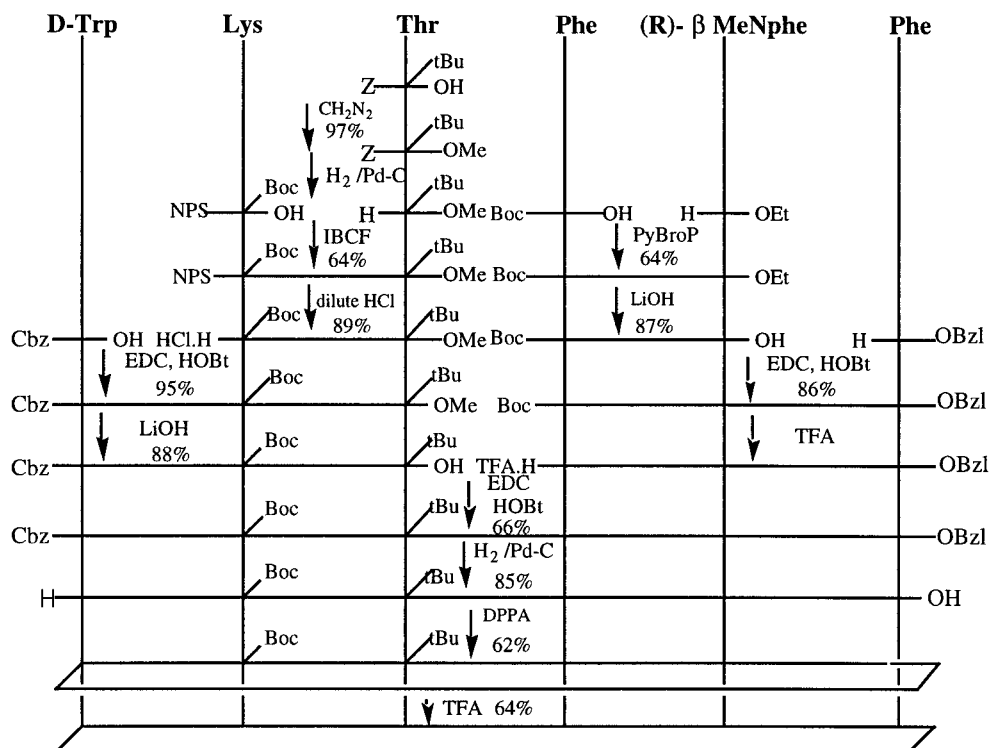 D-Trp Lys Thr Phe (R)- β MeNphe Phe
tBu
Z OH
CH₂N₂
97%
tBu
Z OMe
H₂ /Pd-C
Boc tBu
NPS OH H OMe Boc OH H OEt
IBCF PyBroP
64% 64%
Boc tBu
NPS OMe Boc OEt
dilute HCl LiOH
89% 87%
Boc tBu
Cbz OH HCl.H OMe Boc OH H OBzl
EDC, HOBt EDC, HOBt
95% 86%
Boc tBu
Cbz OMe Boc OBzl
LiOH TFA
88%
Boc tBu
Cbz OH TFA.H OBzl
EDC
HOBt
66%
Boc tBu
Cbz OBzl
H₂ /Pd-C
85%
Boc tBu
H OH
DPPA
62%
Boc tBu
TFA 64%